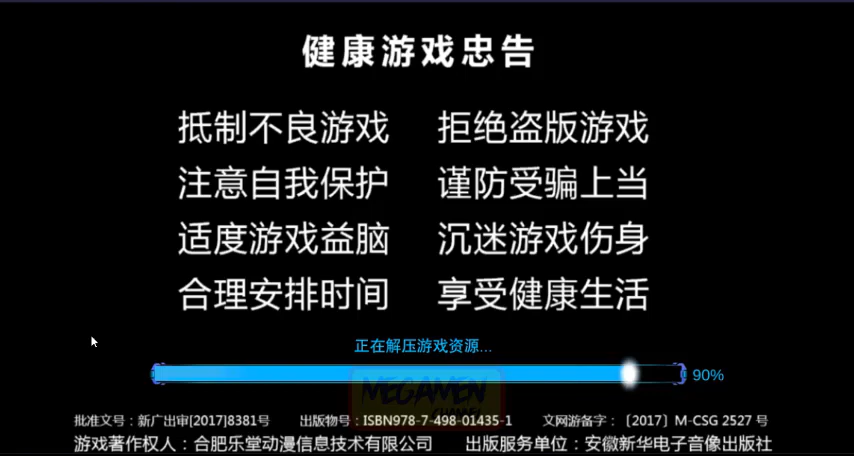 健康游戏忠告
抵制不良游戏 拒绝盗版游戏
注意自我保护 谨防受骗上当
适度游戏益脑 沉迷游戏伤身
合理安排时间 享受健康生活
正在解压游戏资源...
90%
MEGAMEN
CHANNEL
批准文号：新广出审[2017]8381号 出版物号：ISBN978-7-498-01435-1 文网游备字：〔2017〕M-CSG 2527 号
游戏著作权人：合肥乐堂动漫信息技术有限公司 出版服务单位：安徽新华电子音像出版社